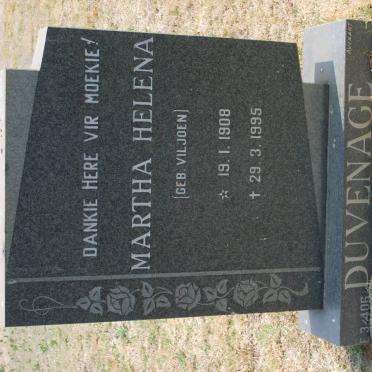 DANKIE HERE VIR MOEKIE!
MARTHA HELENA
(GEB. VILJOEN)
☆ 19.1.1908
✝ 29.3.1995
DUVENAGE